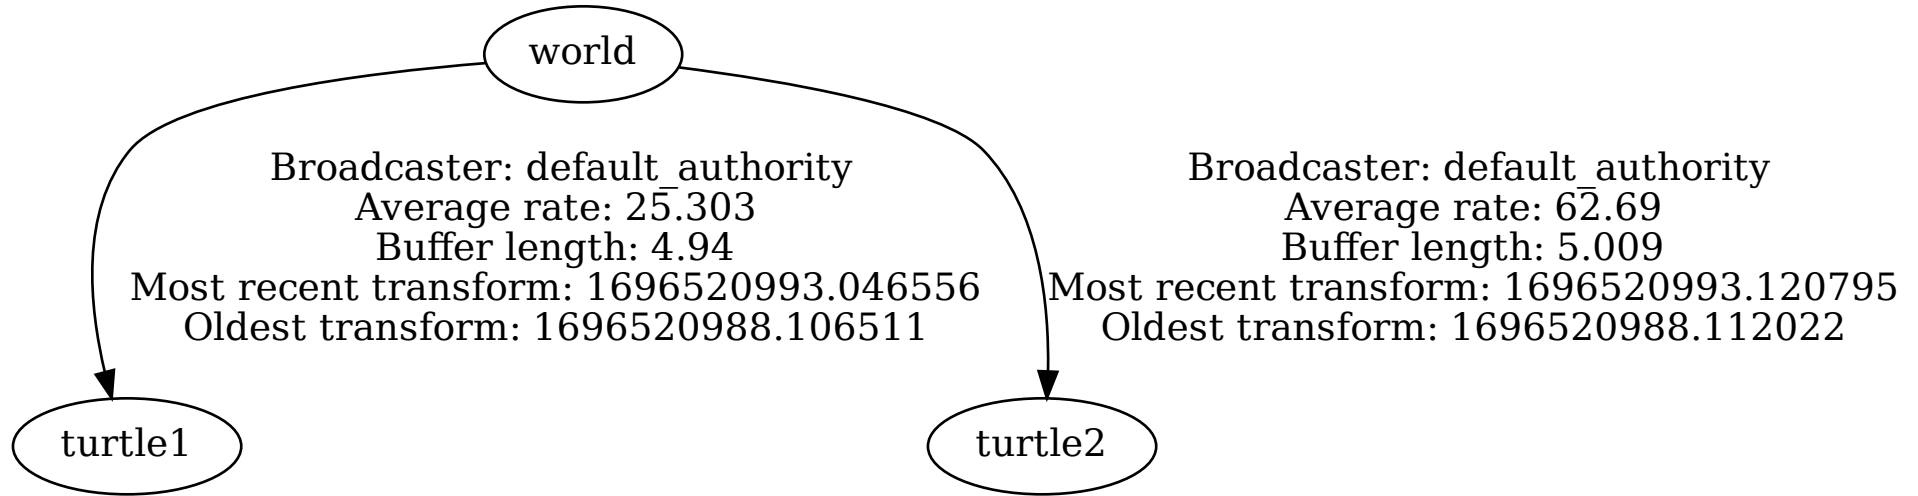 world
Broadcaster: default_authority
Average rate: 25.303
Buffer length: 4.94
Most recent transform: 1696520993.046556
Oldest transform: 1696520988.106511
Broadcaster: default_authority
Average rate: 62.69
Buffer length: 5.009
Most recent transform: 1696520993.120795
Oldest transform: 1696520988.112022
turtle1
turtle2